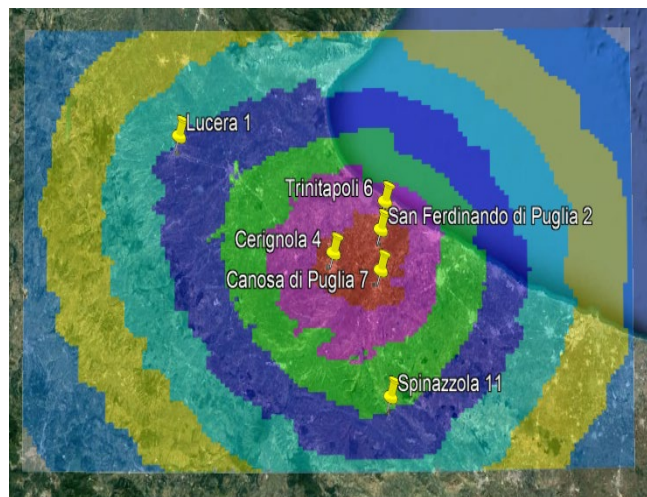 Lucera 1
Trinitapoli 6
San Ferdinando di Puglia 2
Cerignola 4
Canosa di Puglia 7
Spinazzola 11